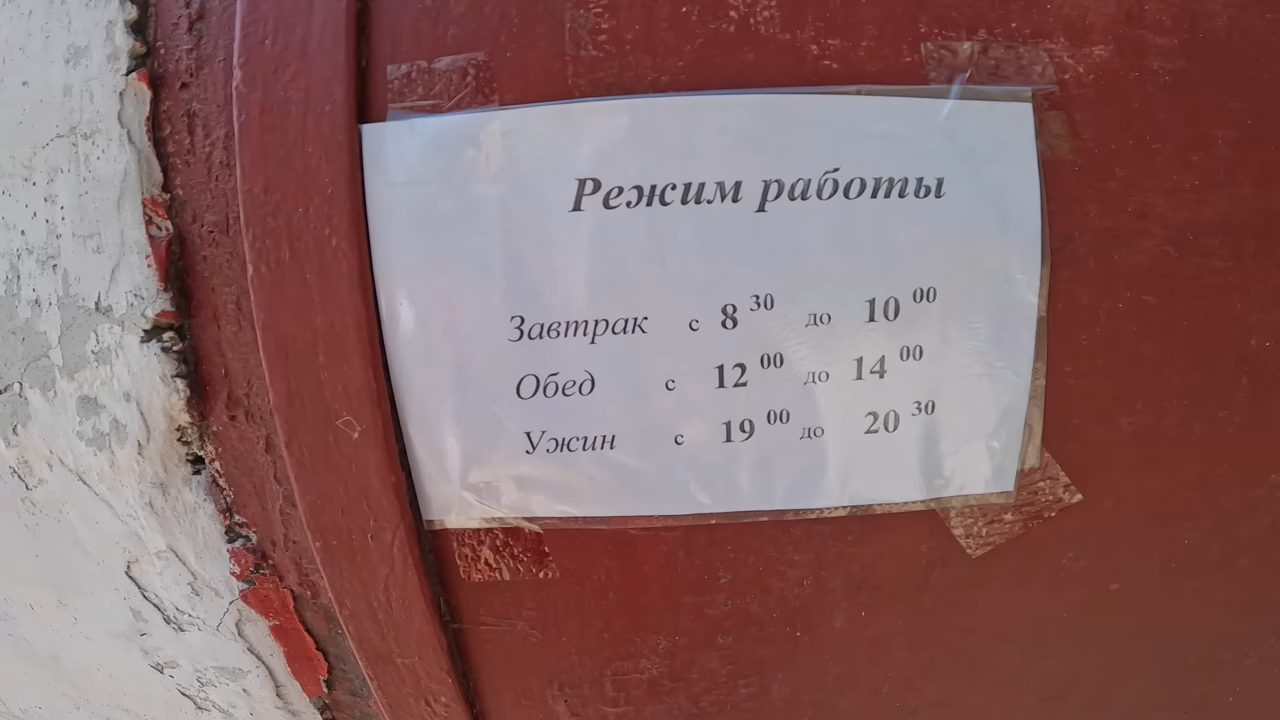 Режим работы
Завтрак с 8 30 до 10 00
Обед с 12 00 до 14 00
Ужин с 19 00 до 20 30